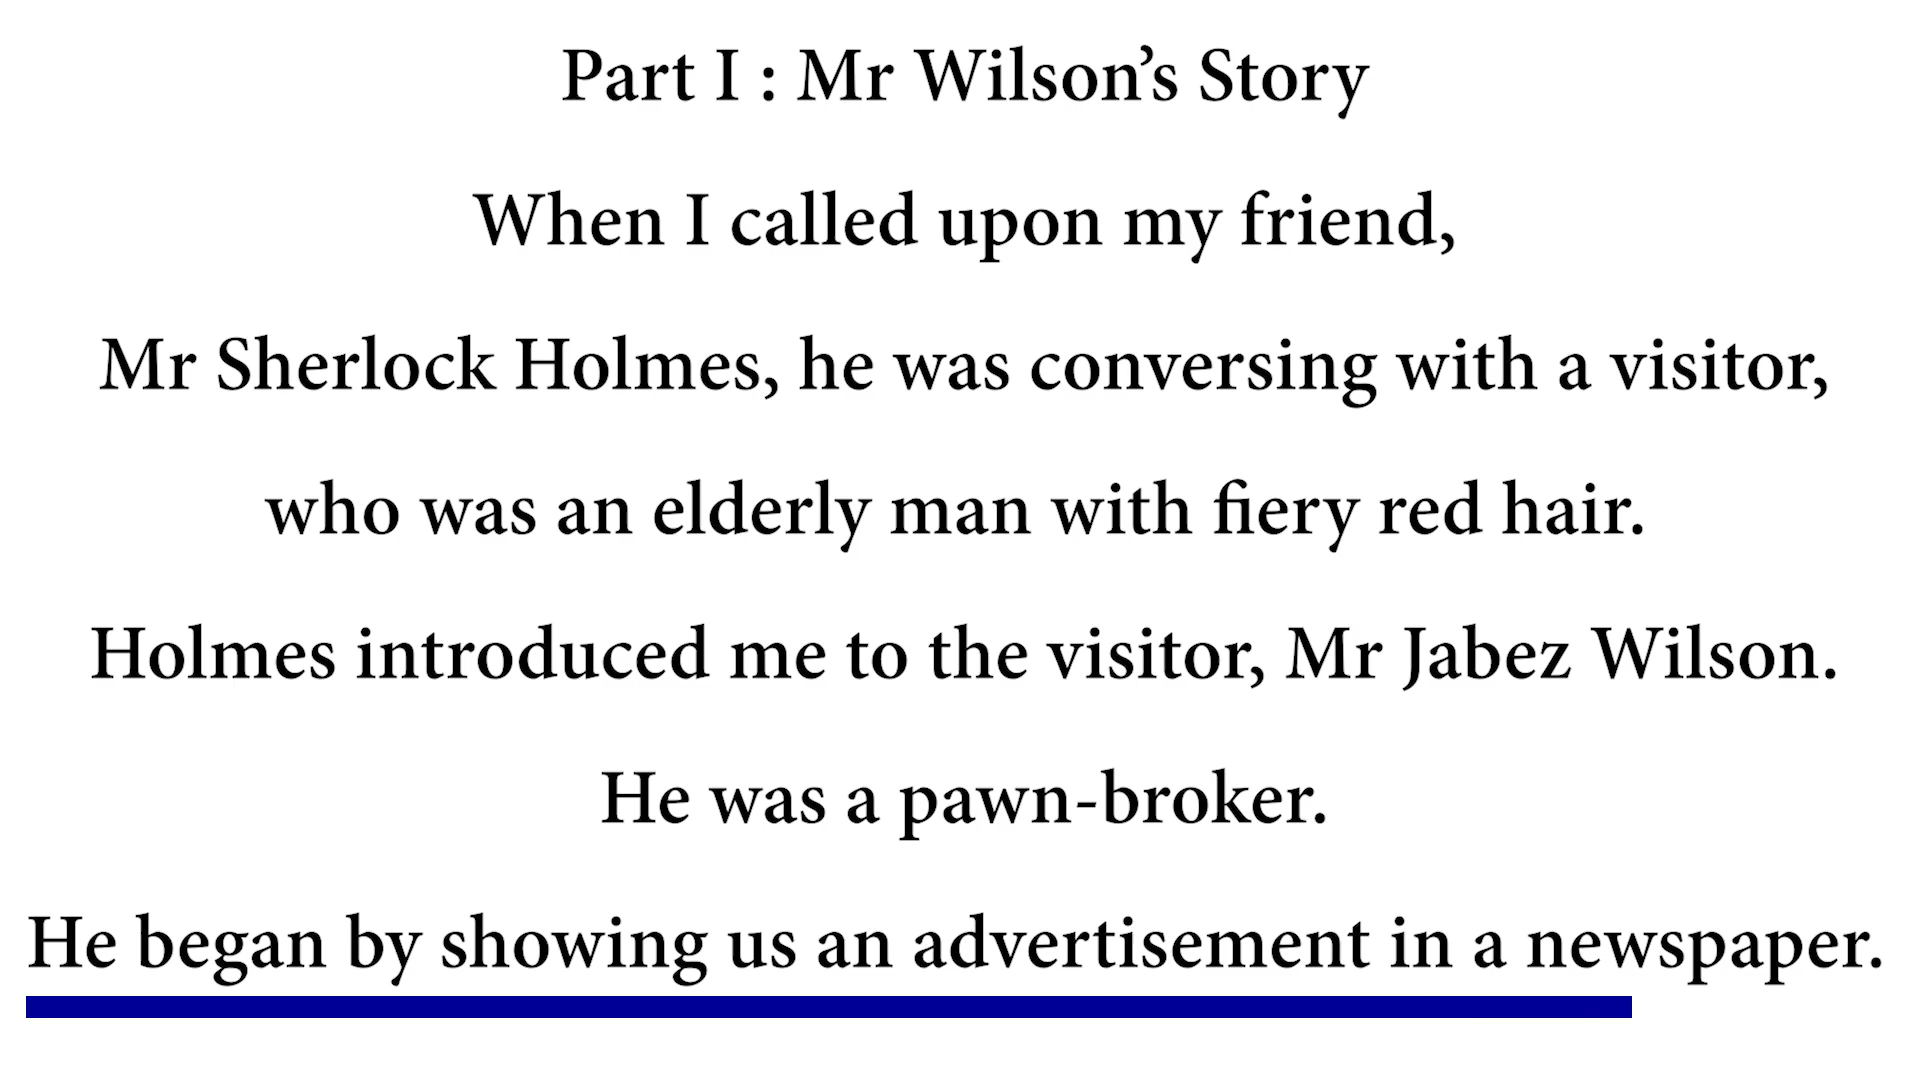 Part I : Mr Wilson’s Story
When I called upon my friend,
Mr Sherlock Holmes, he was conversing with a visitor,
who was an elderly man with fiery red hair.
Holmes introduced me to the visitor, Mr Jabez Wilson.
He was a pawn-broker.
He began by showing us an advertisement in a newspaper.